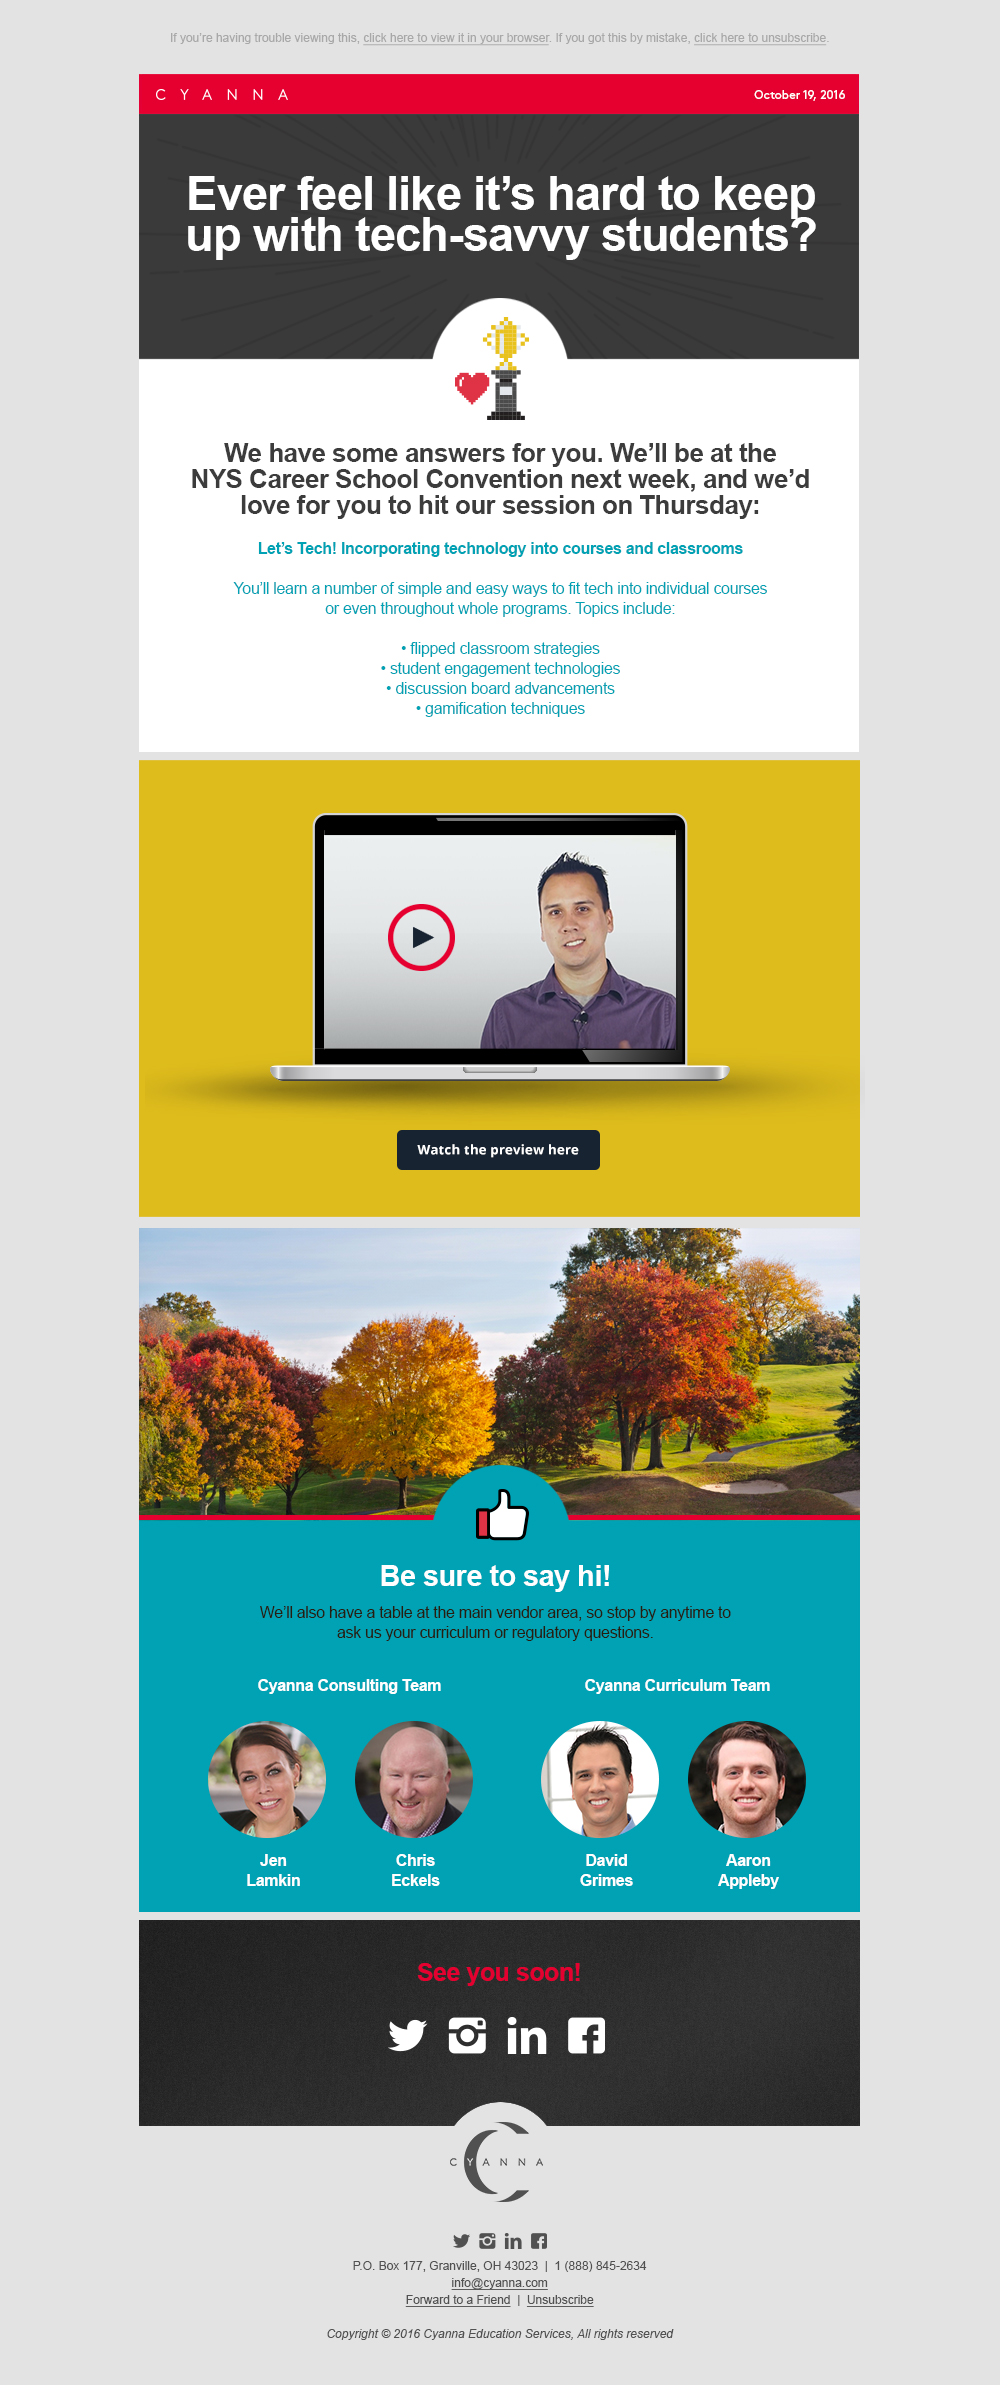 If you’re having trouble viewing this, click here to view it in your browser. If you got this by mistake, click here to unsubscribe.
CYANNA
October 19, 2016
Ever feel like it’s hard to keep
up with tech-savvy students?
We have some answers for you. We’ll be at the
NYS Career School Convention next week, and we’d
love for you to hit our session on Thursday:
Let’s Tech! Incorporating technology into courses and classrooms
You’ll learn a number of simple and easy ways to fit tech into individual courses
or even throughout whole programs. Topics include:
• flipped classroom strategies
• student engagement technologies
• discussion board advancements
• gamification techniques
Watch the preview here
Be sure to say hi!
We’ll also have a table at the main vendor area, so stop by anytime to
ask us your curriculum or regulatory questions.
Cyanna Consulting Team
Cyanna Curriculum Team
Jen
Lamkin
Chris
Eckels
David
Grimes
Aaron
Appleby
See you soon!
CYANNA
P.O. Box 177, Granville, OH 43023 | 1 (888) 845-2634
info@cyanna.com
Forward to a Friend | Unsubscribe
Copyright © 2016 Cyanna Education Services, All rights reserved